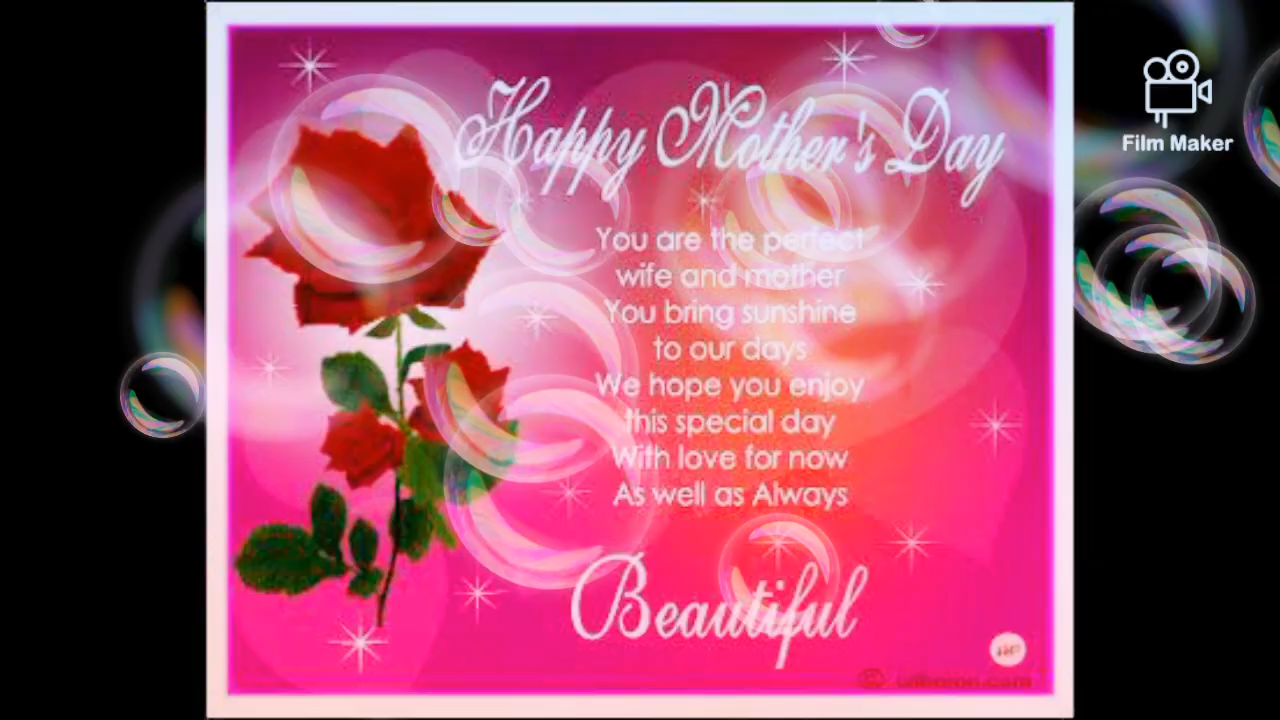 Happy Mother's Day
Film Maker
You are the perfect
wife and mother
You bring sunshine
to our days
We hope you enjoy
this special day
With love for now
As well as Always
Beautiful